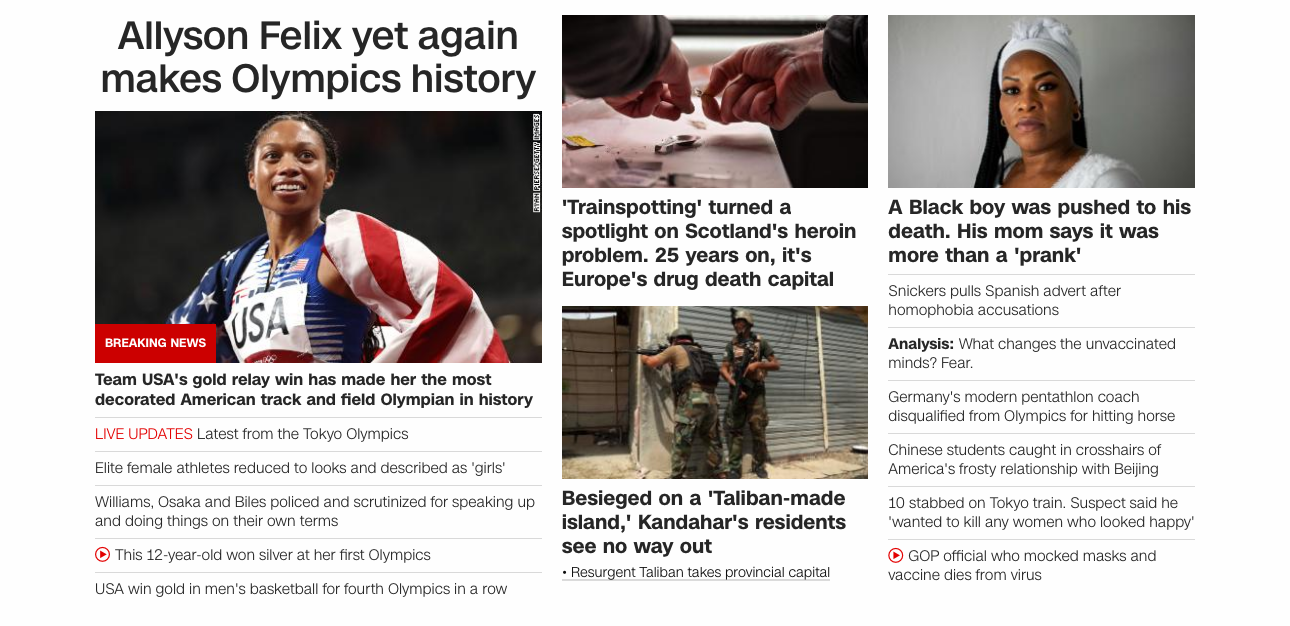 Allyson Felix yet again
makes Olympics history
RYAN PIERSE/GETTY IMAGES
USA
BREAKING NEWS
Team USA's gold relay win has made her the most
decorated American track and field Olympian in history
LIVE UPDATES Latest from the Tokyo Olympics
Elite female athletes reduced to looks and described as 'girls'
Williams, Osaka and Biles policed and scrutinized for speaking up
and doing things on their own terms
This 12-year-old won silver at her first Olympics
USA win gold in men's basketball for fourth Olympics in a row
'Trainspotting' turned a
spotlight on Scotland's heroin
problem. 25 years on, it's
Europe's drug death capital
Besieged on a 'Taliban-made
island,' Kandahar's residents
see no way out
• Resurgent Taliban takes provincial capital
A Black boy was pushed to his
death. His mom says it was
more than a 'prank'
Snickers pulls Spanish advert after
homophobia accusations
Analysis: What changes the unvaccinated
minds? Fear.
Germany's modern pentathlon coach
disqualified from Olympics for hitting horse
Chinese students caught in crosshairs of
America's frosty relationship with Beijing
10 stabbed on Tokyo train. Suspect said he
'wanted to kill any women who looked happy'
GOP official who mocked masks and
vaccine dies from virus